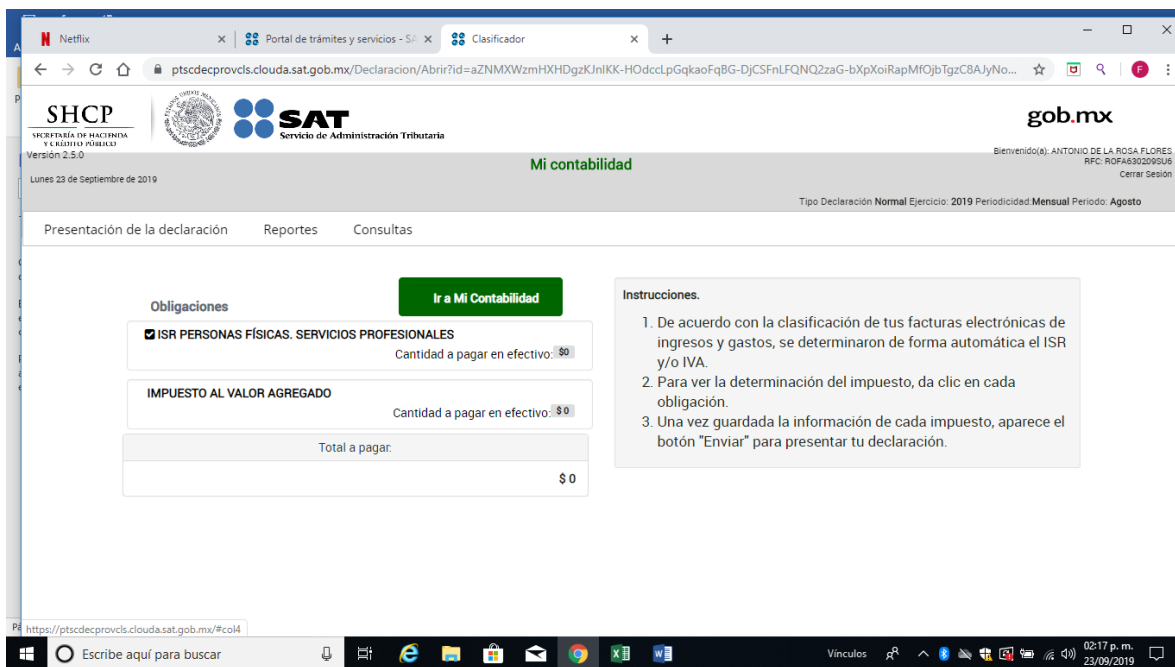 Netflix
Portal de trámites y servicios - SA
Clasificador
ptscdecprovcls.clouda.sat.gob.mx/Declaracion/Abrir?id=aZNMXWzmHXHDgzKJnIKK-HOdccLpGqkaoFqBG-DjCSFnLFQNQ2zaG-bXpXoiRapMfOjbTgzC8AJyNo...
F
SHCP
SECRETARÍA DE HACIENDA
Y CRÉDITO PÚBLICO
SAT
Servicio de Administración Tributaria
gob.mx
Versión 2.5.0
Bienvenido(a): ANTONIO DE LA ROSA FLORES
RFC: ROFA630209SU6
Cerrar Sesión
Mi contabilidad
Lunes 23 de Septiembre de 2019
Tipo Declaración Normal Ejercicio: 2019 Periodicidad:Mensual Periodo: Agosto
Presentación de la declaración Reportes Consultas
Obligaciones
Ir a Mi Contabilidad
ISR PERSONAS FÍSICAS. SERVICIOS PROFESIONALES
Cantidad a pagar en efectivo: $0
IMPUESTO AL VALOR AGREGADO
Cantidad a pagar en efectivo: $0
Total a pagar:
$ 0
Instrucciones.
1. De acuerdo con la clasificación de tus facturas electrónicas de
ingresos y gastos, se determinaron de forma automática el ISR
y/o IVA.
2. Para ver la determinación del impuesto, da clic en cada
obligación.
3. Una vez guardada la información de cada impuesto, aparece el
botón "Enviar" para presentar tu declaración.
https://ptscdecprovcls.clouda.sat.gob.mx/#col4
Escribe aquí para buscar
Vínculos
02:17 p. m.
23/09/2019